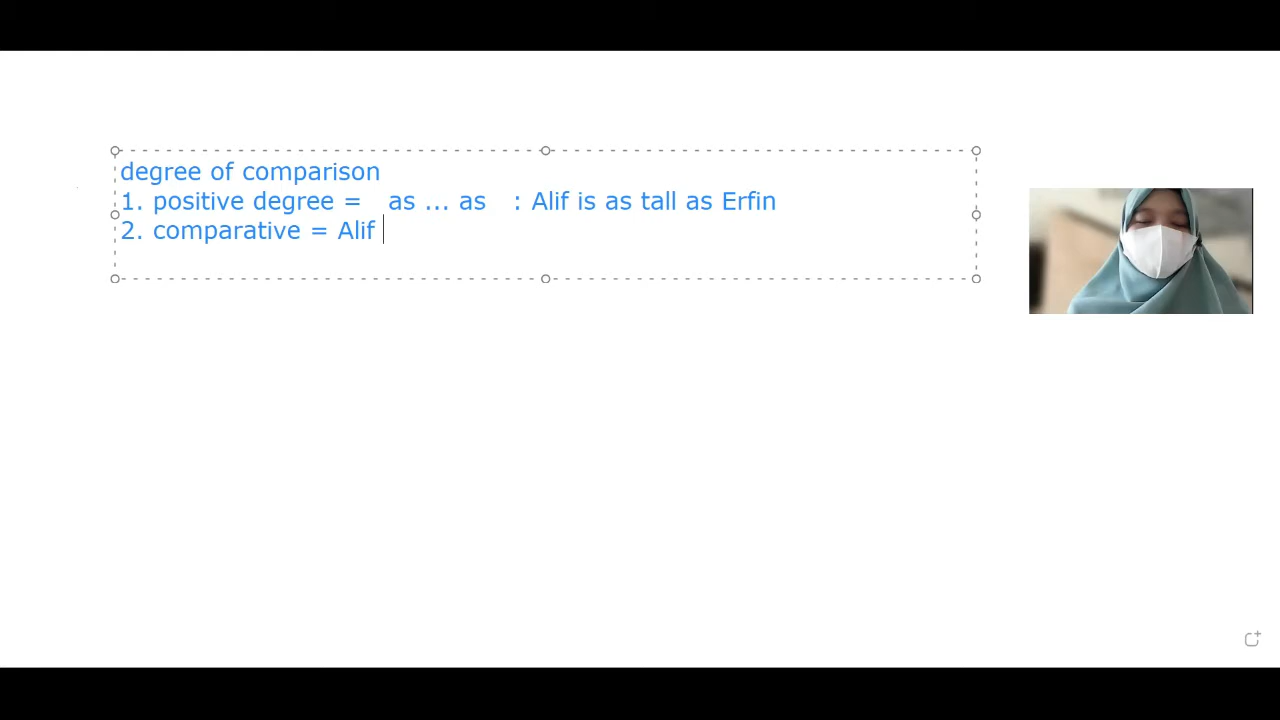 degree of comparison
1. positive degree = as ... as : Alif is as tall as Erfin
2. comparative = Alif